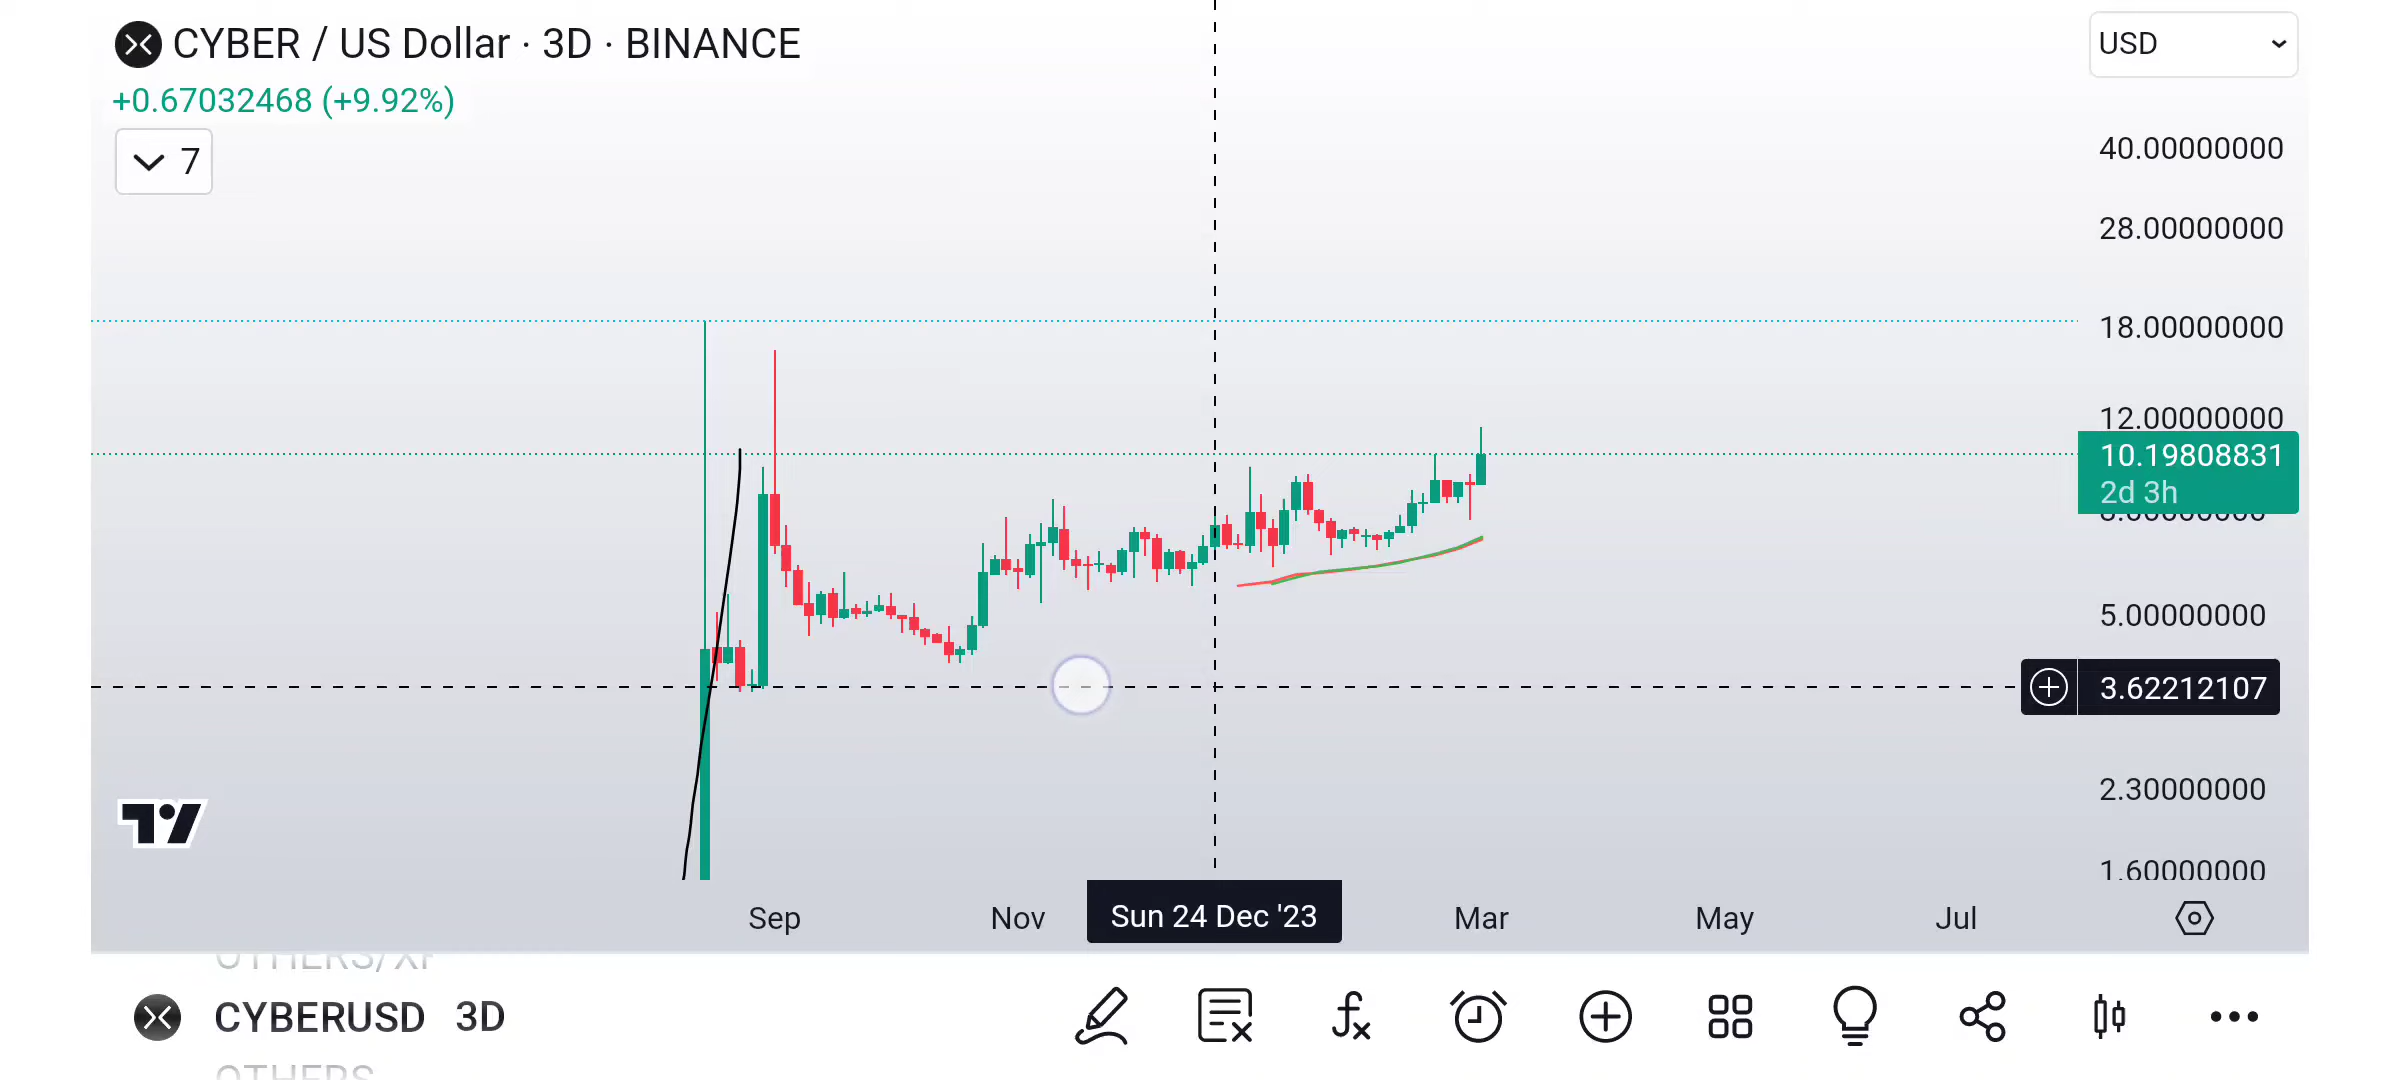 CYBER / US Dollar · 3D · BINANCE
USD
+0.67032468 (+9.92%)
7
40.00000000
28.00000000
18.00000000
12.00000000
10.19808831
2d 3h
5.00000000
3.62212107
2.30000000
1.60000000
Sep
Nov
Sun 24 Dec '23
Mar
May
Jul
CYBERUSD 3D
OTHERS